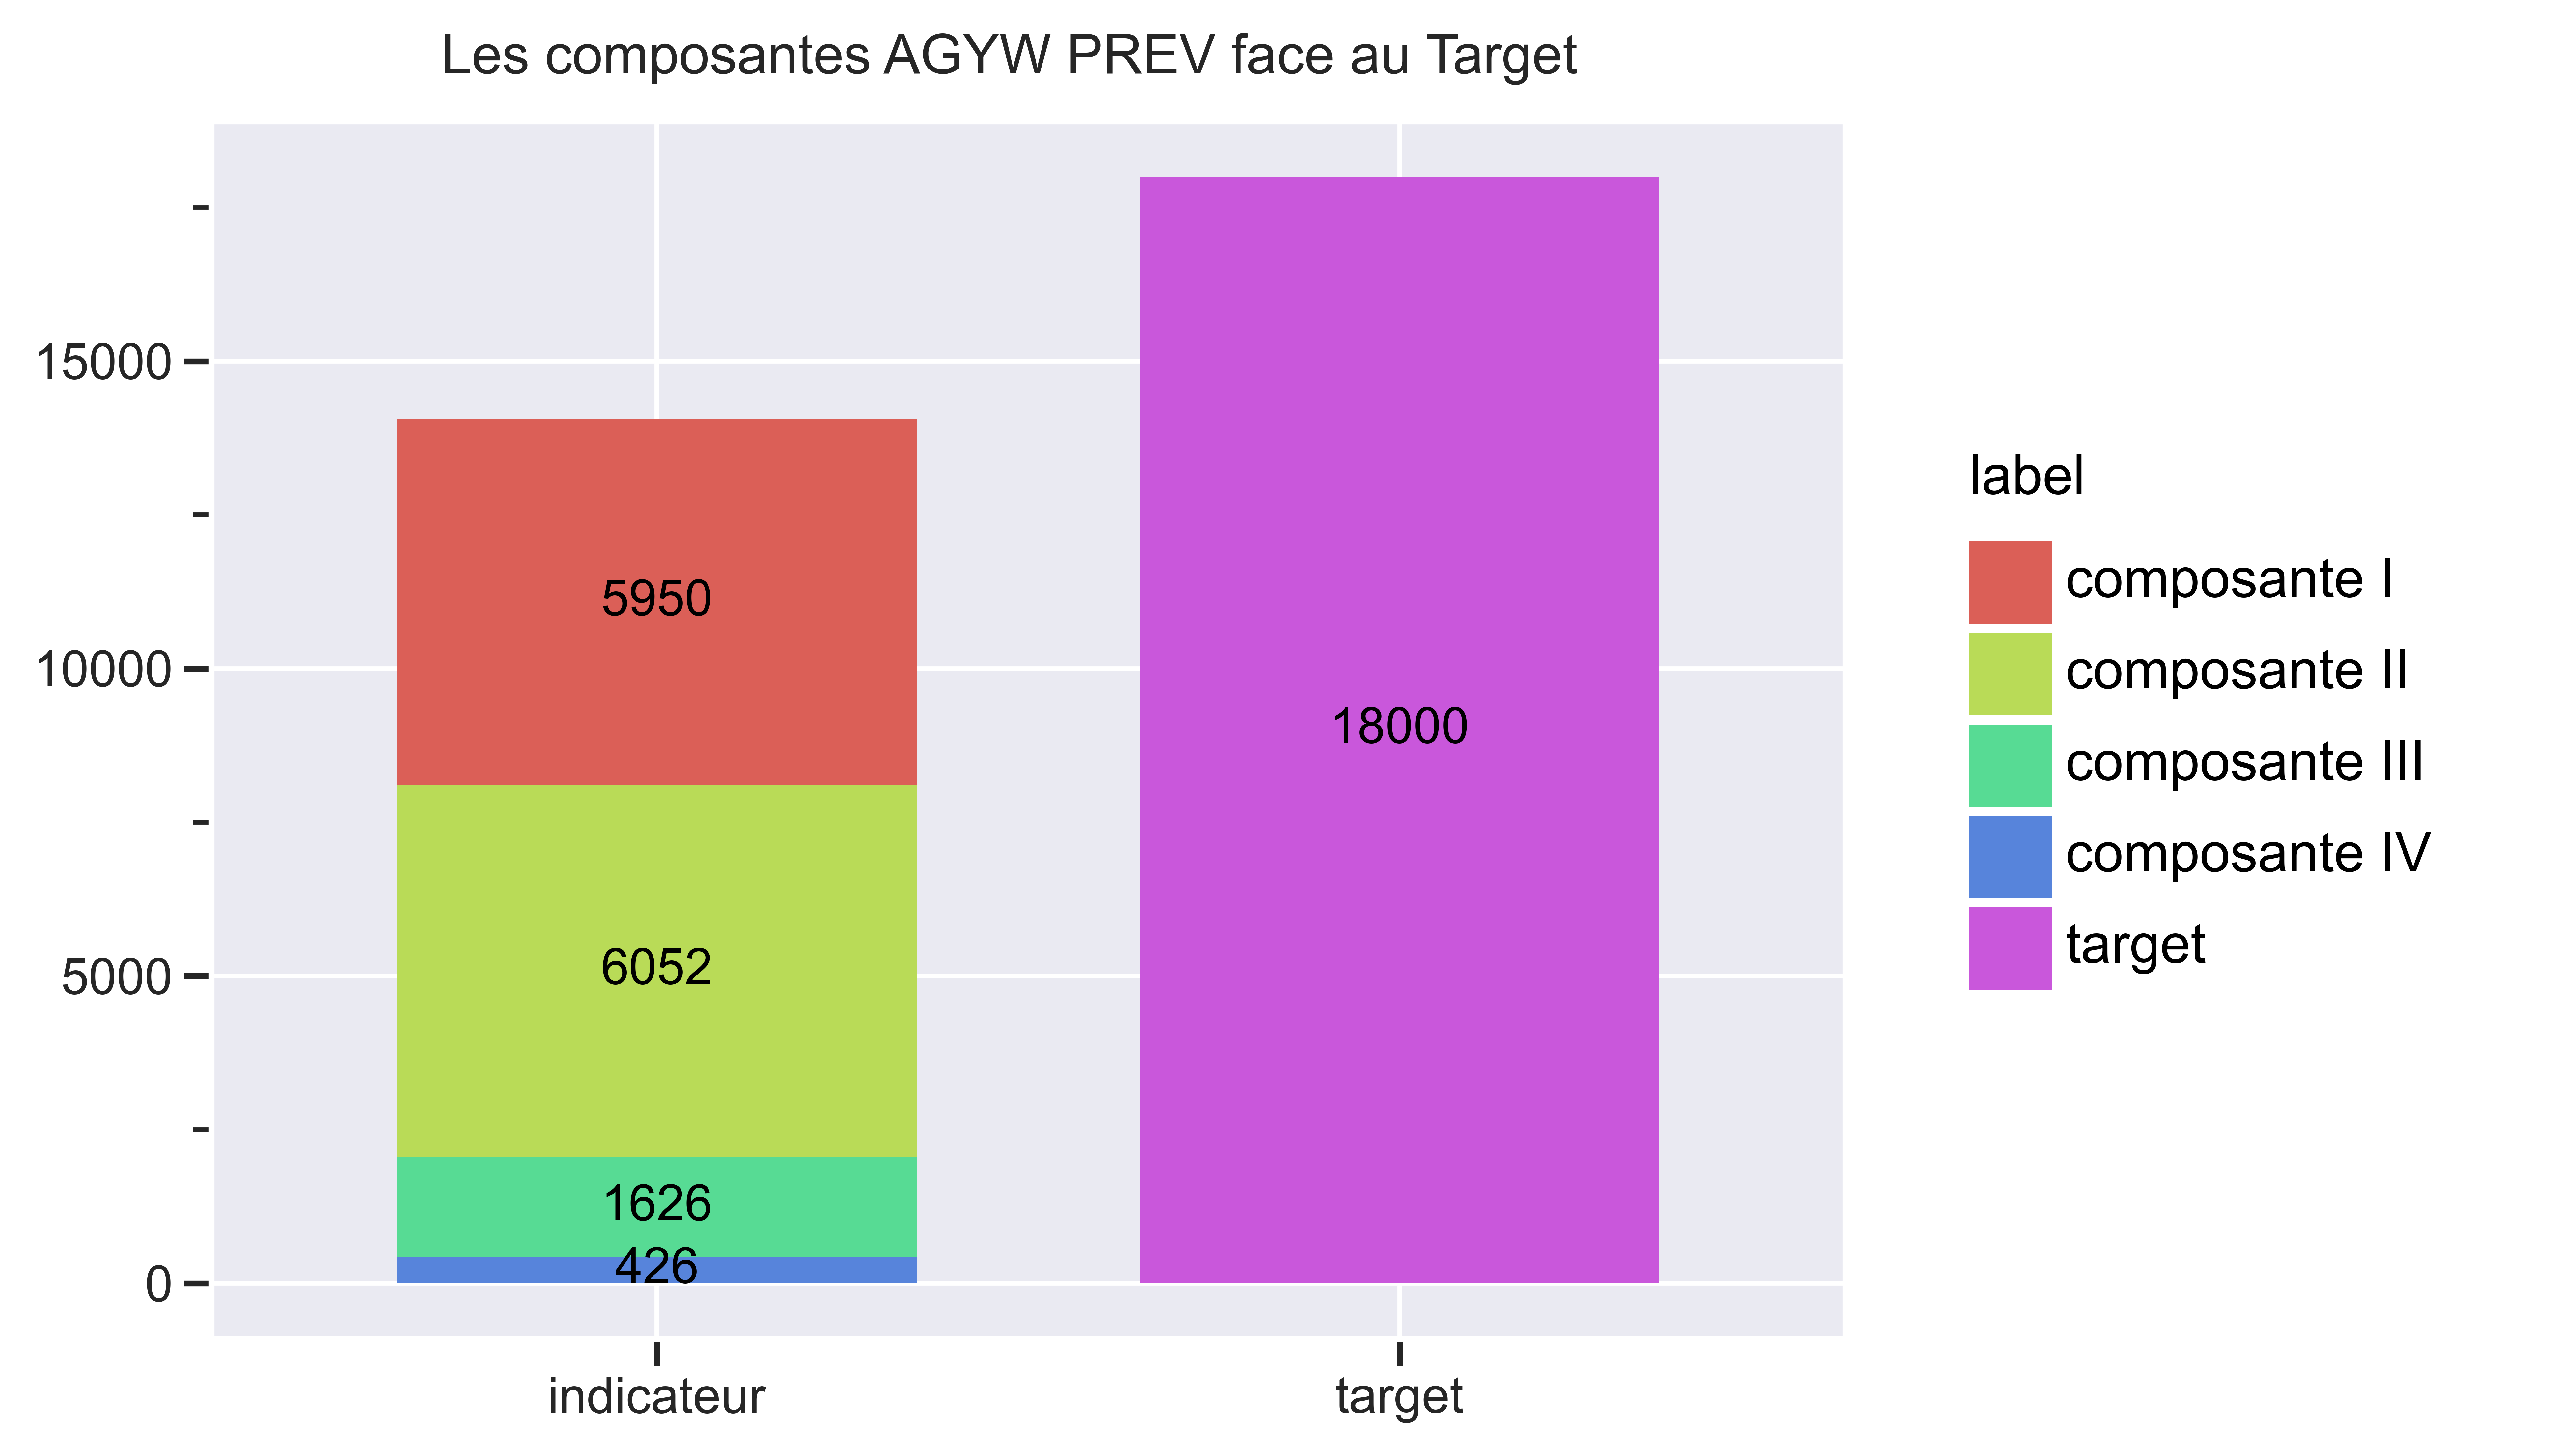 Les composantes AGYW PREV face au Target
15000
10000
5000
0
5950
6052
1626
426
18000
indicateur
target
label
composante I
composante II
composante III
composante IV
target